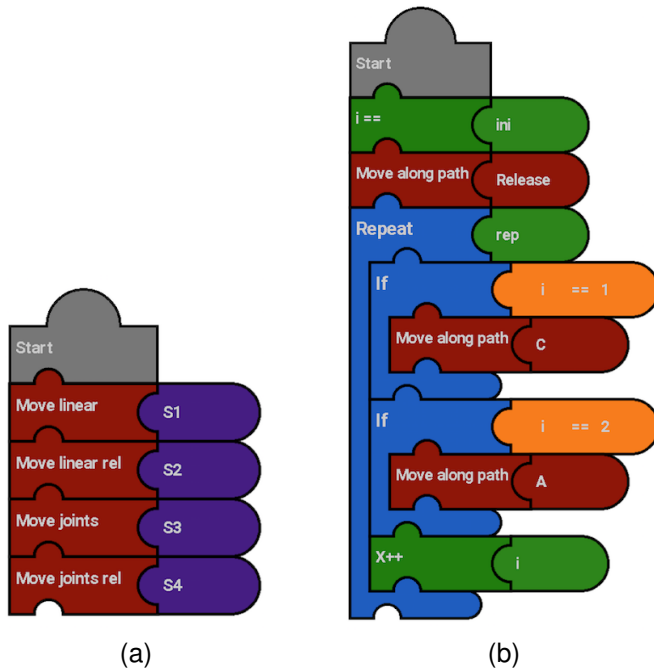 Start
Move linear S1
Move linear rel S2
Move joints S3
Move joints rel S4
(a)
Start
i == ini
Move along path Release
Repeat rep
If i == 1
Move along path C
If i == 2
Move along path A
X++ i
(b)